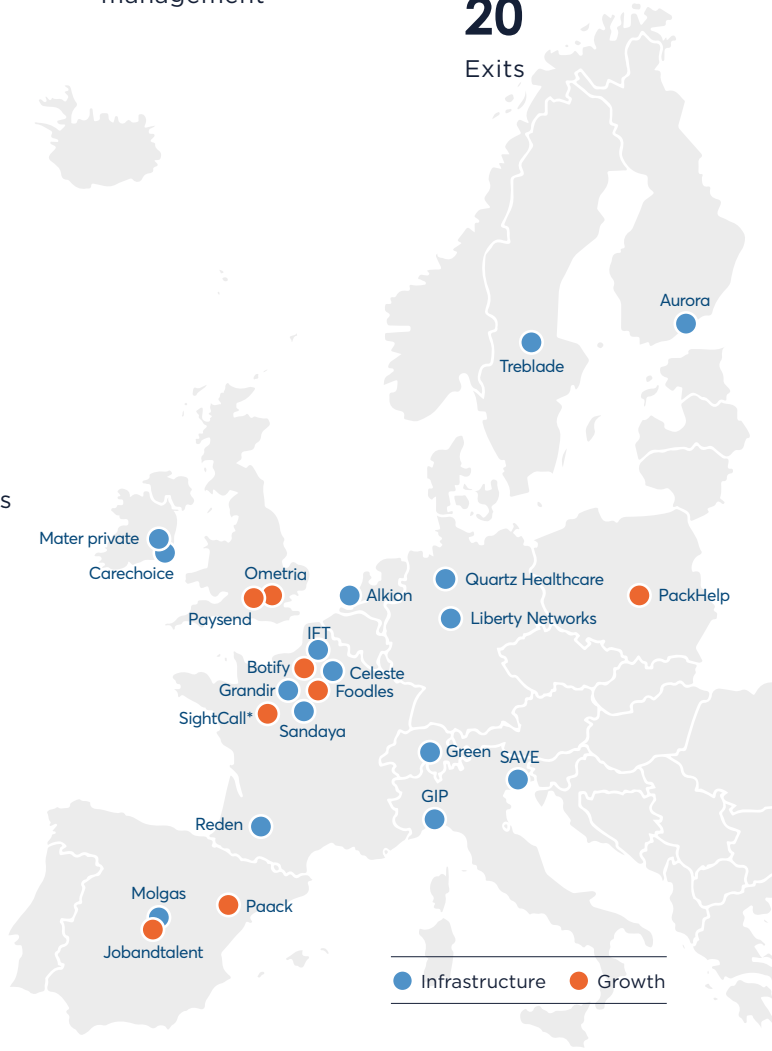 20
Exits
Aurora
Treblade
s
Mater private
Carechoice
Ometria
Paysend
Alkion
Quartz Healthcare
Liberty Networks
PackHelp
IFT
Botify
Celeste
Grandir
Foodles
SightCall*
Sandaya
Green
SAVE
GIP
Reden
Molgas
Paack
Jobandtalent
Infrastructure
Growth